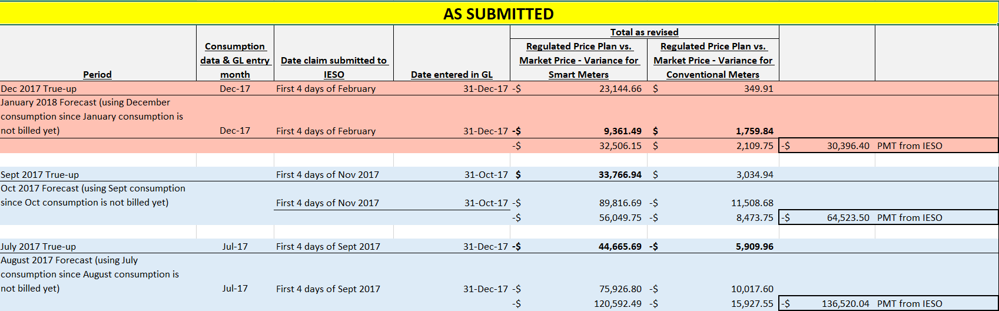 AS SUBMITTED
Total as revised
Consumption Regulated Price Plan vs. Regulated Price Plan vs.
data & GL entry Date claim submitted to Market Price - Variance for Market Price - Variance for
Period month IESO Date entered in GL Smart Meters Conventional Meters
Dec 2017 True-up Dec-17 First 4 days of February 31-Dec-17 -$ 23,144.66 $ 349.91
January 2018 Forecast (using December
consumption since January consumption is
not billed yet) Dec-17 First 4 days of February 31-Dec-17 -$ 9,361.49 $ 1,759.84
-$ 32,506.15 $ 2,109.75 -$ 30,396.40 PMT from IESO
Sept 2017 True-up First 4 days of Nov 2017 31-Oct-17 $ 33,766.94 $ 3,034.94
Oct 2017 Forecast (using Sept consumption
since Oct consumption is not billed yet) First 4 days of Nov 2017 31-Oct-17 -$ 89,816.69 -$ 11,508.68
-$ 56,049.75 -$ 8,473.75 -$ 64,523.50 PMT from IESO
July 2017 True-up Jul-17 First 4 days of Sept 2017 31-Dec-17 -$ 44,665.69 -$ 5,909.96
August 2017 Forecast (using July
consumption since August consumption is
not billed yet) Jul-17 First 4 days of Sept 2017 31-Dec-17 -$ 75,926.80 -$ 10,017.60
-$ 120,592.49 -$ 15,927.55 -$ 136,520.04 PMT from IESO